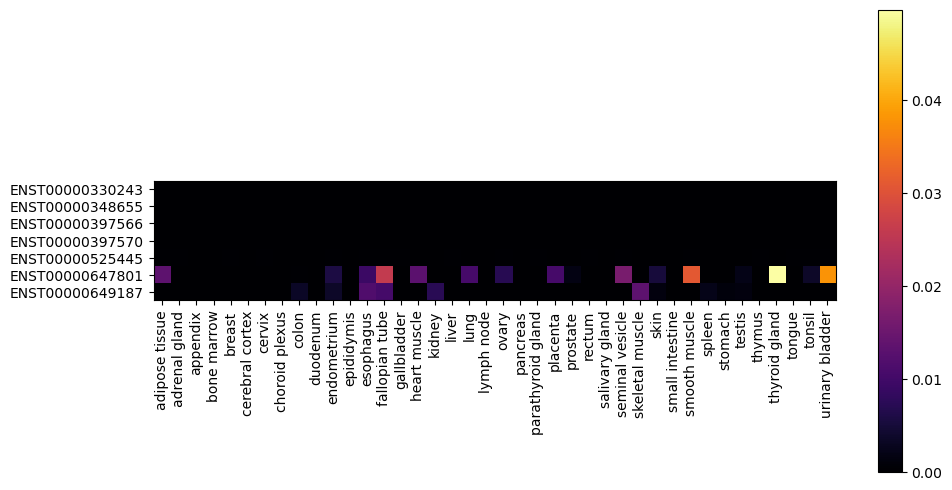 ENST00000330243
ENST00000348655
ENST00000397566
ENST00000397570
ENST00000525445
ENST00000647801
ENST00000649187
adipose tissue
adrenal gland
appendix
bone marrow
breast
cerebral cortex
cervix
choroid plexus
colon
duodenum
endometrium
epididymis
esophagus
fallopian tube
gallbladder
heart muscle
kidney
liver
lung
lymph node
ovary
pancreas
parathyroid gland
placenta
prostate
rectum
salivary gland
seminal vesicle
skeletal muscle
skin
small intestine
smooth muscle
spleen
stomach
testis
thymus
thyroid gland
tongue
tonsil
urinary bladder
0.04
0.03
0.02
0.01
0.00